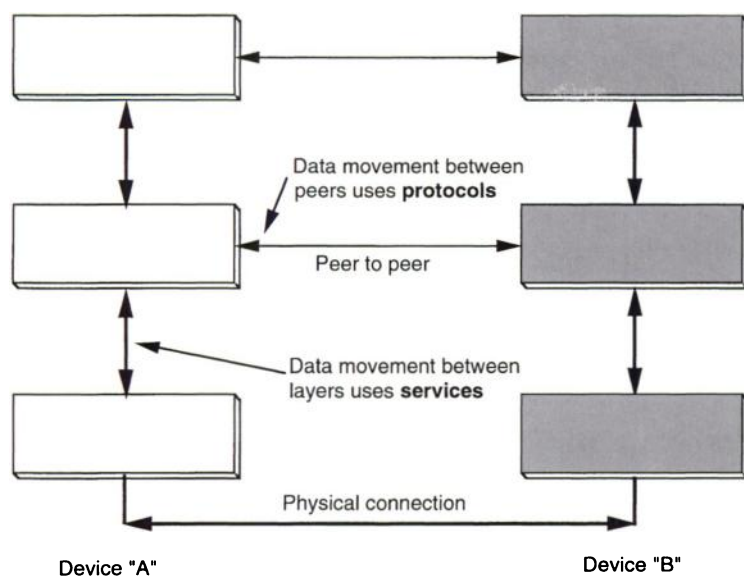 Data movement between
peers uses protocols
Peer to peer
Data movement between
layers uses services
Physical connection
Device "A"
Device "B"